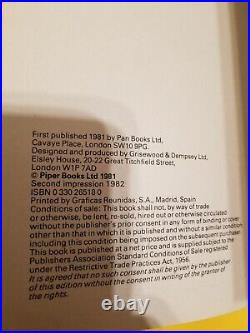 First published 1981 by Pan Books Ltd,
Cavaye Place, London SW10 9PG.
Designed and produced by Grisewood & Dempsey Ltd,
Elsley House, 20-22 Great Titchfield Street,
London W1P 7AD
© Piper Books Ltd 1981
Second impression 1982
ISBN 0 330 26518 0
Printed by Graficas Reunidas, S.A., Madrid, Spain
Conditions of sale: This book shall not, by way of trade
or otherwise, be lent, re-sold, hired out or otherwise circulated
without the publisher's prior consent in any form of binding or cover
other than that in which it is published and without a similar condition
including this condition being imposed on the subsequent purchaser.
This book is published at a net price and is supplied subject to the
Publishers Association Standard Conditions of Sale registered
under the Restrictive Trade Practices Act, 1956.
It is agreed that no such consent shall be given by the publisher
of this edition without the consent in writing of the grantor of
the rights.